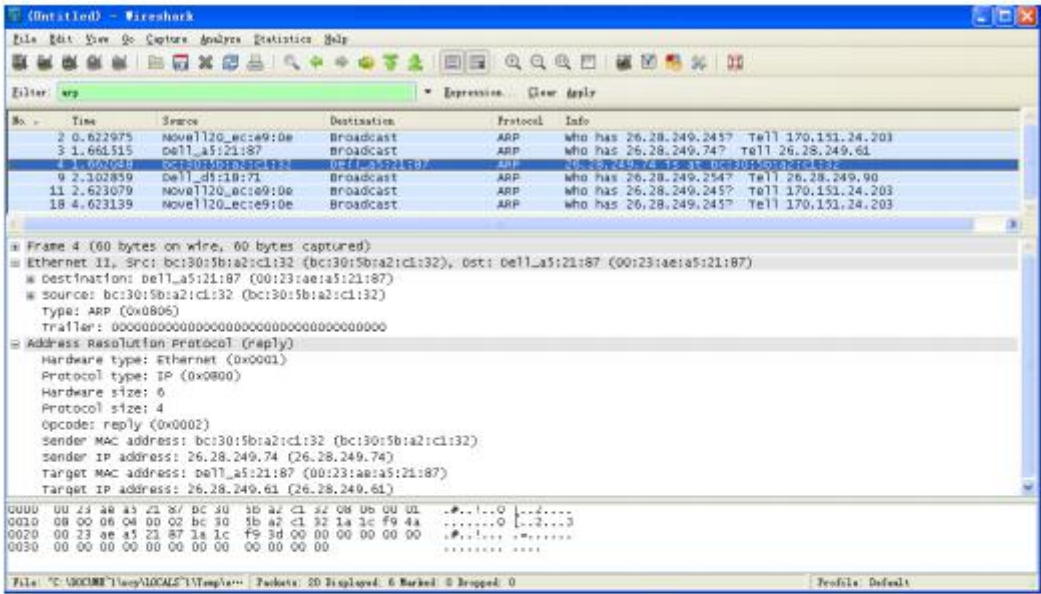 (Untitled) - Wireshark
File Edit View Go Capture Analyze Statistics Help
Filter: arp Expression... Clear Apply
No. - Time Source Destination Protocol Info
2 0.622975 Novell20_ec:e9:0e Broadcast ARP who has 26.28.249.245? Tell 170.151.24.203
3 1.661515 Dell_a5:21:87 Broadcast ARP who has 26.28.249.74? Tell 26.28.249.61
4 1.662048 bc:30:5b:a2:c1:32 Dell_a5:21:87 ARP 26.28.249.74 is at bc:30:5b:a2:c1:32
9 2.102859 Dell_d5:18:71 Broadcast ARP who has 26.28.249.254? Tell 26.28.249.90
11 2.623079 Novell20_ec:e9:0e Broadcast ARP who has 26.28.249.245? Tell 170.151.24.203
18 4.623139 Novell20_ec:e9:0e Broadcast ARP who has 26.28.249.245? Tell 170.151.24.203
Frame 4 (60 bytes on wire, 60 bytes captured)
Ethernet II, Src: bc:30:5b:a2:c1:32 (bc:30:5b:a2:c1:32), Dst: Dell_a5:21:87 (00:23:ae:a5:21:87)
Destination: Dell_a5:21:87 (00:23:ae:a5:21:87)
Source: bc:30:5b:a2:c1:32 (bc:30:5b:a2:c1:32)
Type: ARP (0x0806)
Trailer: 000000000000000000000000000000000000
Address Resolution Protocol (reply)
Hardware type: Ethernet (0x0001)
Protocol type: IP (0x0800)
Hardware size: 6
Protocol size: 4
Opcode: reply (0x0002)
Sender MAC address: bc:30:5b:a2:c1:32 (bc:30:5b:a2:c1:32)
Sender IP address: 26.28.249.74 (26.28.249.74)
Target MAC address: Dell_a5:21:87 (00:23:ae:a5:21:87)
Target IP address: 26.28.249.61 (26.28.249.61)
0000 00 23 ae a5 21 87 bc 30 5b a2 c1 32 08 06 00 01 .#..!..0 [..2....
0010 08 00 06 04 00 02 bc 30 5b a2 c1 32 1a 1c f9 4a .......0 [..2...J
0020 00 23 ae a5 21 87 1a 1c f9 3d 00 00 00 00 00 00 .#..!... .=......
0030 00 00 00 00 00 00 00 00 00 00 00 00 ........ ....
File: "C:\DOCUME~1\ \LOCALS~1\Temp\ ... Packets: 20 Displayed: 6 Marked: 0 Dropped: 0 Profile: Default